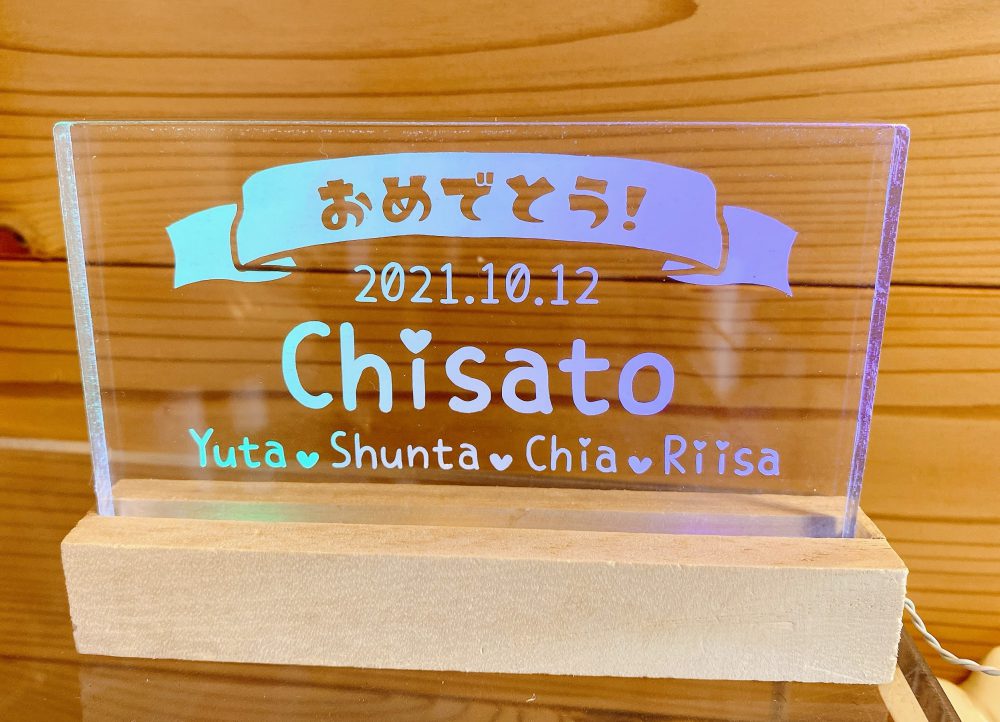 おめでとう!
2021.10.12
Chisato
Yuta♥Shunta♥Chia♥Riisa